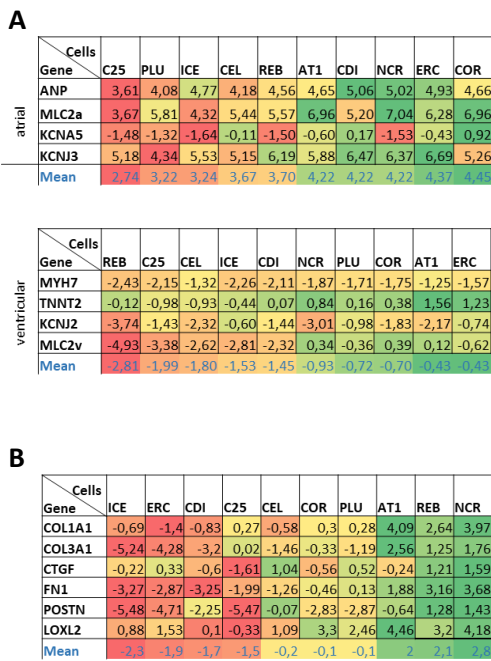 A
Cells
Gene C25 PLU ICE CEL REB AT1 CDI NCR ERC COR
atrial
ANP 3,61 4,08 4,77 4,18 4,56 4,65 5,06 5,02 4,93 4,66
MLC2a 3,67 5,81 4,32 5,44 5,57 6,96 5,20 7,04 6,28 6,96
KCNA5 -1,48 -1,32 -1,64 -0,11 -1,50 -0,60 0,17 -1,53 -0,43 0,92
KCNJ3 5,18 4,34 5,53 5,15 6,19 5,88 6,47 6,37 6,69 5,26
Mean 2,74 3,22 3,24 3,67 3,70 4,22 4,22 4,22 4,37 4,45
Cells
Gene REB C25 CEL ICE CDI NCR PLU COR AT1 ERC
ventricular
MYH7 -2,43 -2,15 -1,32 -2,26 -2,11 -1,87 -1,71 -1,75 -1,25 -1,57
TNNT2 -0,12 -0,98 -0,93 -0,44 0,07 0,84 0,16 0,38 1,56 1,23
KCNJ2 -3,74 -1,43 -2,32 -0,60 -1,44 -3,01 -0,98 -1,83 -2,17 -0,74
MLC2v -4,93 -3,38 -2,62 -2,81 -2,32 0,34 -0,36 0,39 0,12 -0,62
Mean -2,81 -1,99 -1,80 -1,53 -1,45 -0,93 -0,72 -0,70 -0,43 -0,43
B
Cells
Gene ICE ERC CDI C25 CEL COR PLU AT1 REB NCR
COL1A1 -0,69 -1,4 -0,83 0,27 -0,58 0,3 0,28 4,09 2,64 3,97
COL3A1 -5,24 -4,28 -3,2 0,02 -1,46 -0,33 -1,19 2,56 1,25 1,76
CTGF -0,22 0,33 -0,6 -1,61 1,04 -0,56 0,52 -0,24 1,21 1,59
FN1 -3,27 -2,87 -3,25 -1,99 -1,26 -0,46 0,13 1,88 3,16 3,68
POSTN -5,48 -4,71 -2,25 -5,47 -0,07 -2,83 -2,87 -0,64 1,28 1,43
LOXL2 0,88 1,53 0,1 -0,33 1,09 3,3 2,46 4,46 3,2 4,18
Mean -2,3 -1,9 -1,7 -1,5 -0,2 -0,1 -0,1 2 2,1 2,8